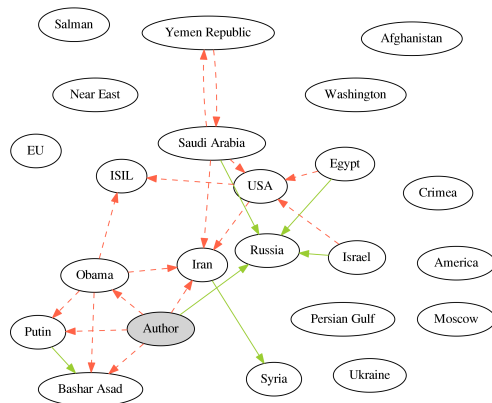 Salman
Yemen Republic
Afghanistan
Near East
Washington
EU
Saudi Arabia
ISIL
USA
Egypt
Crimea
Russia
Israel
Iran
Obama
America
Putin
Author
Persian Gulf
Moscow
Bashar Asad
Syria
Ukraine